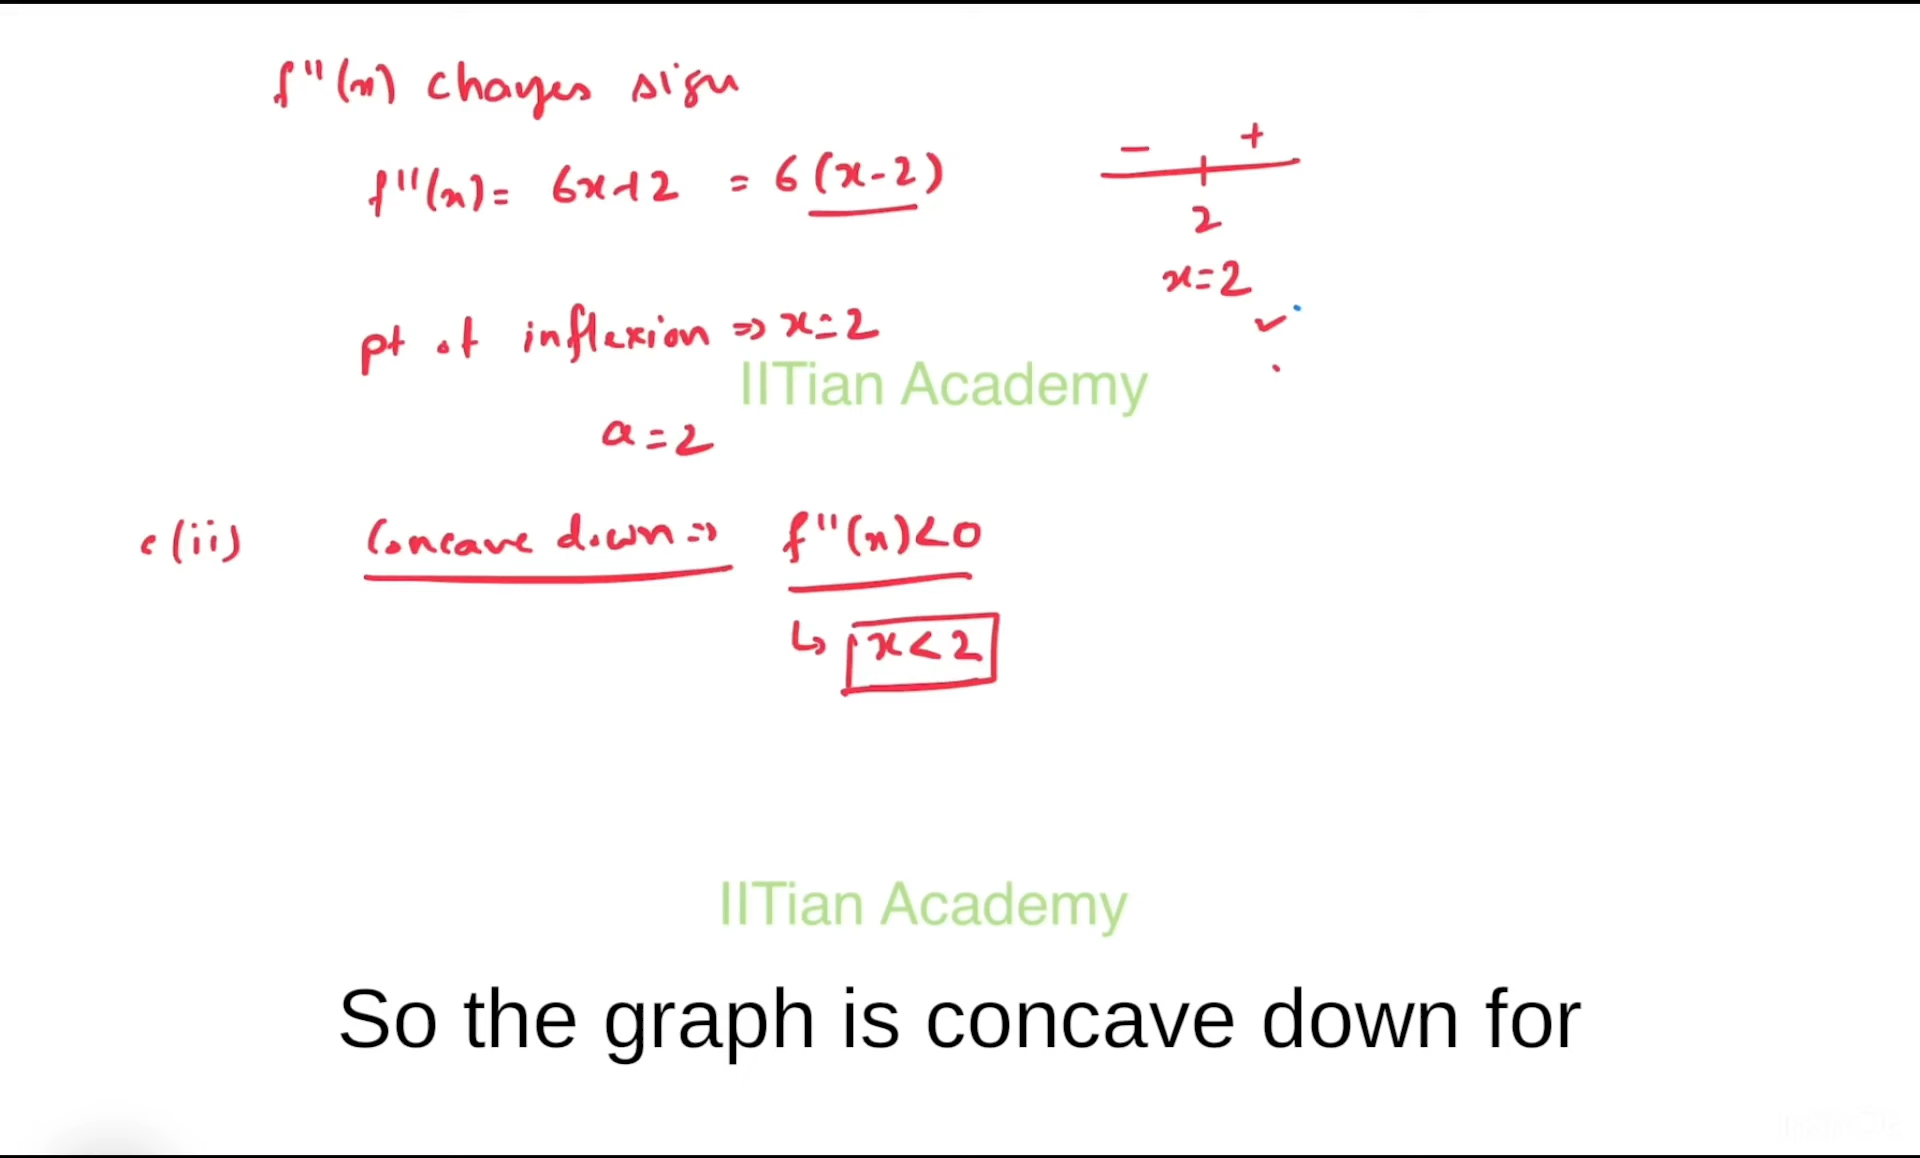 f''(x) changes sign
f''(x) = 6x-12 = 6(x-2)
- +
2
x=2
pt of inflexion ⇒ x=2
IITian Academy
a=2
c(ii) Concave down ⇒ f''(x)<0
↳ x<2
IITian Academy
So the graph is concave down for